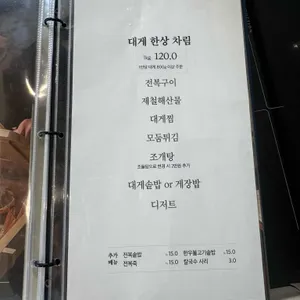 대게 한상 차림
1kg 120.0
전복구이
제철해산물
대게찜
모듬튀김
조개탕
대게솥밥 or 게장밥
디저트
추가 전복솥밥 15.0 한우불고기솥밥 15.0
메뉴 전복죽 15.0 칼국수 사리 3.0